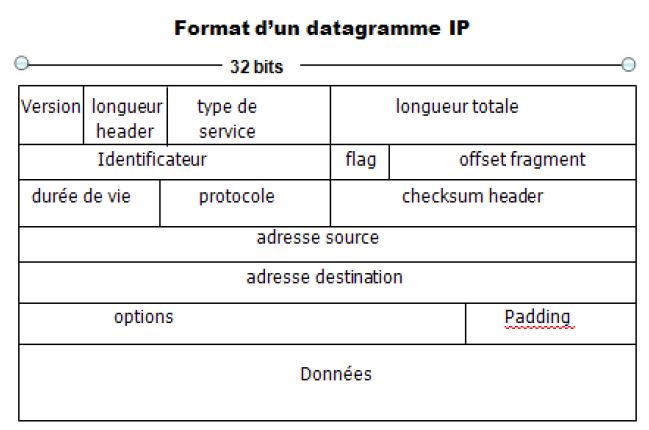 Format d'un datagramme IP
32 bits
Version longueur header type de service longueur totale
Identificateur flag offset fragment
durée de vie protocole checksum header
adresse source
adresse destination
options Padding
Données